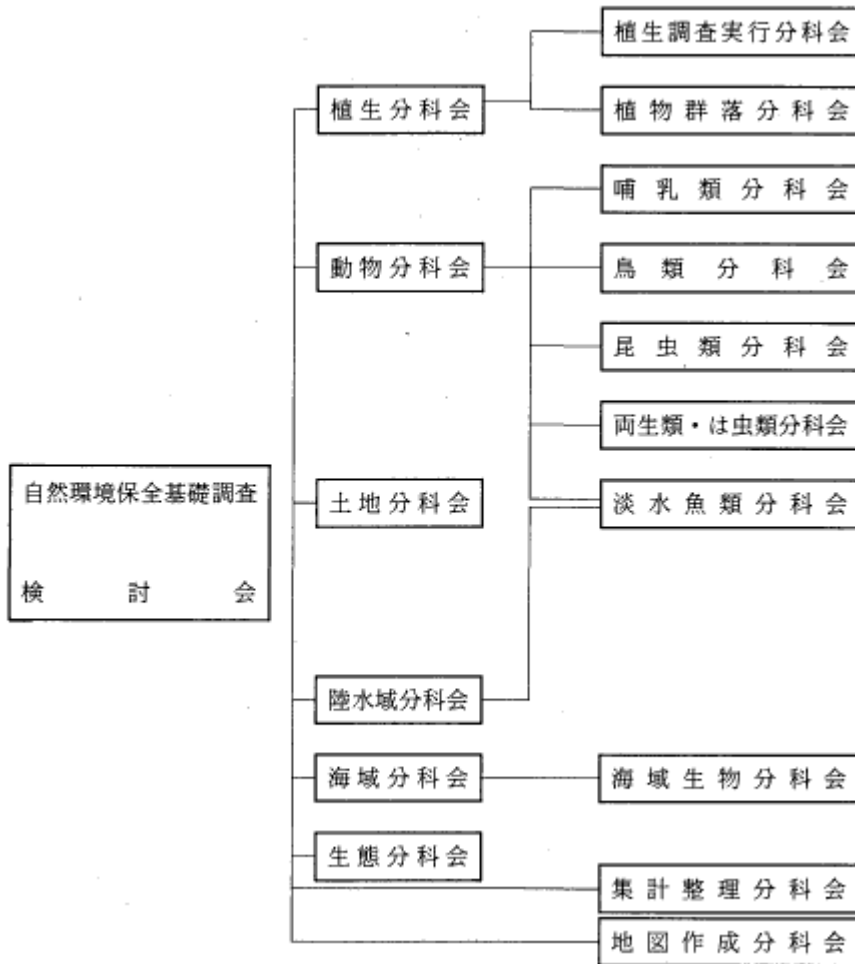 自然環境保全基礎調査
検討会
植生分科会
動物分科会
土地分科会
陸水域分科会
海域分科会
生態分科会
植生調査実行分科会
植物群落分科会
哺乳類分科会
鳥類分科会
昆虫類分科会
両生類・は虫類分科会
淡水魚類分科会
海域生物分科会
集計整理分科会
地図作成分科会